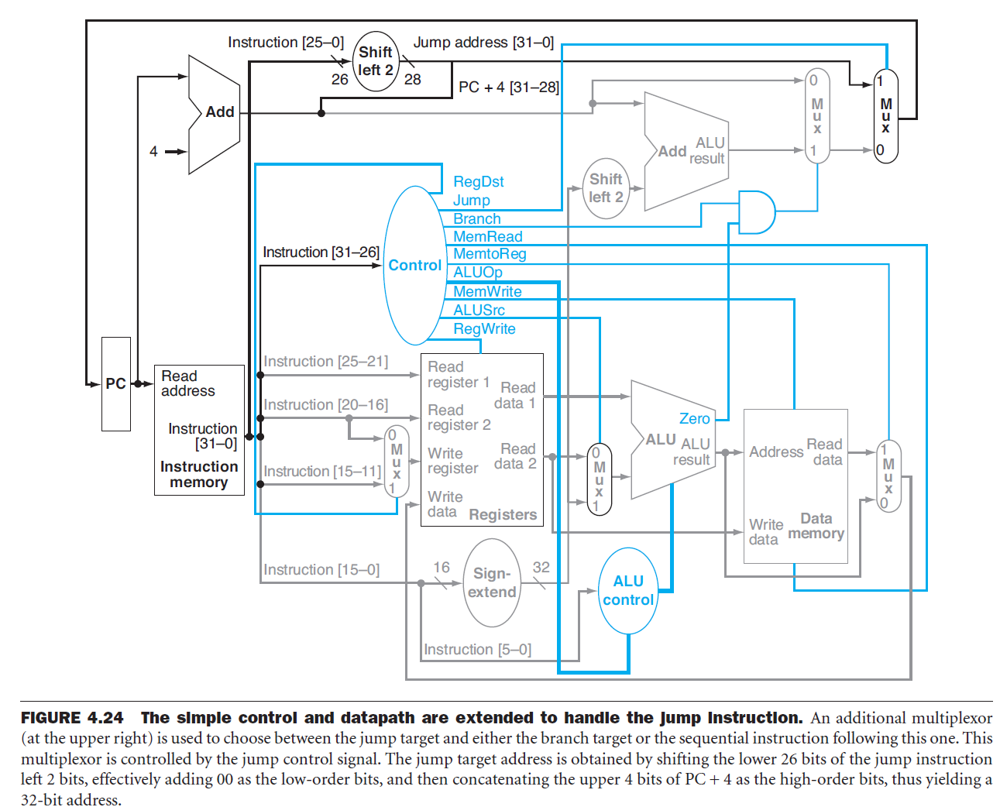 Instruction [25–0]
Shift
left 2
Jump address [31–0]
26
28
PC + 4 [31–28]
0
M
u
x
1
1
M
u
x
0
Add
4
Add
ALU
result
Shift
left 2
RegDst
Jump
Branch
MemRead
MemtoReg
ALUOp
MemWrite
ALUSrc
RegWrite
Instruction [31–26]
Control
PC
Read
address
Instruction
[31–0]
Instruction
memory
Instruction [25–21]
Instruction [20–16]
Instruction [15–11]
0
M
u
x
1
Read
register 1
Read
register 2
Write
register
Write
data
Read
data 1
Read
data 2
Registers
0
M
u
x
1
Zero
ALU
ALU
result
Address
Read
data
Write
data
Data
memory
1
M
u
x
0
Instruction [15–0]
16
Sign-
extend
32
ALU
control
Instruction [5–0]
FIGURE 4.24 The simple control and datapath are extended to handle the jump instruction. An additional multiplexor
(at the upper right) is used to choose between the jump target and either the branch target or the sequential instruction following this one. This
multiplexor is controlled by the jump control signal. The jump target address is obtained by shifting the lower 26 bits of the jump instruction
left 2 bits, effectively adding 00 as the low-order bits, and then concatenating the upper 4 bits of PC + 4 as the high-order bits, thus yielding a
32-bit address.